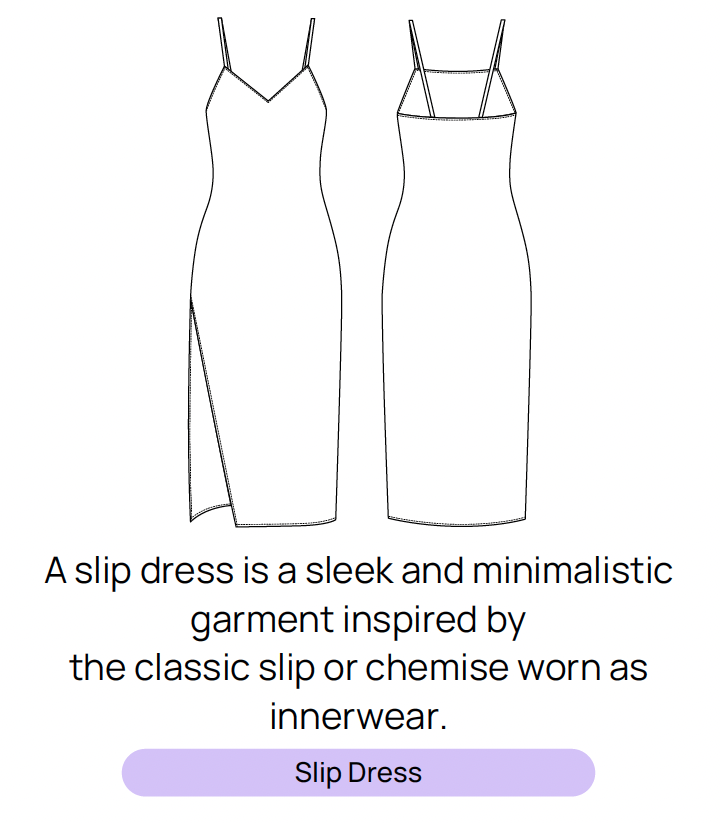 A slip dress is a sleek and minimalistic
garment inspired by
the classic slip or chemise worn as
innerwear.
Slip Dress